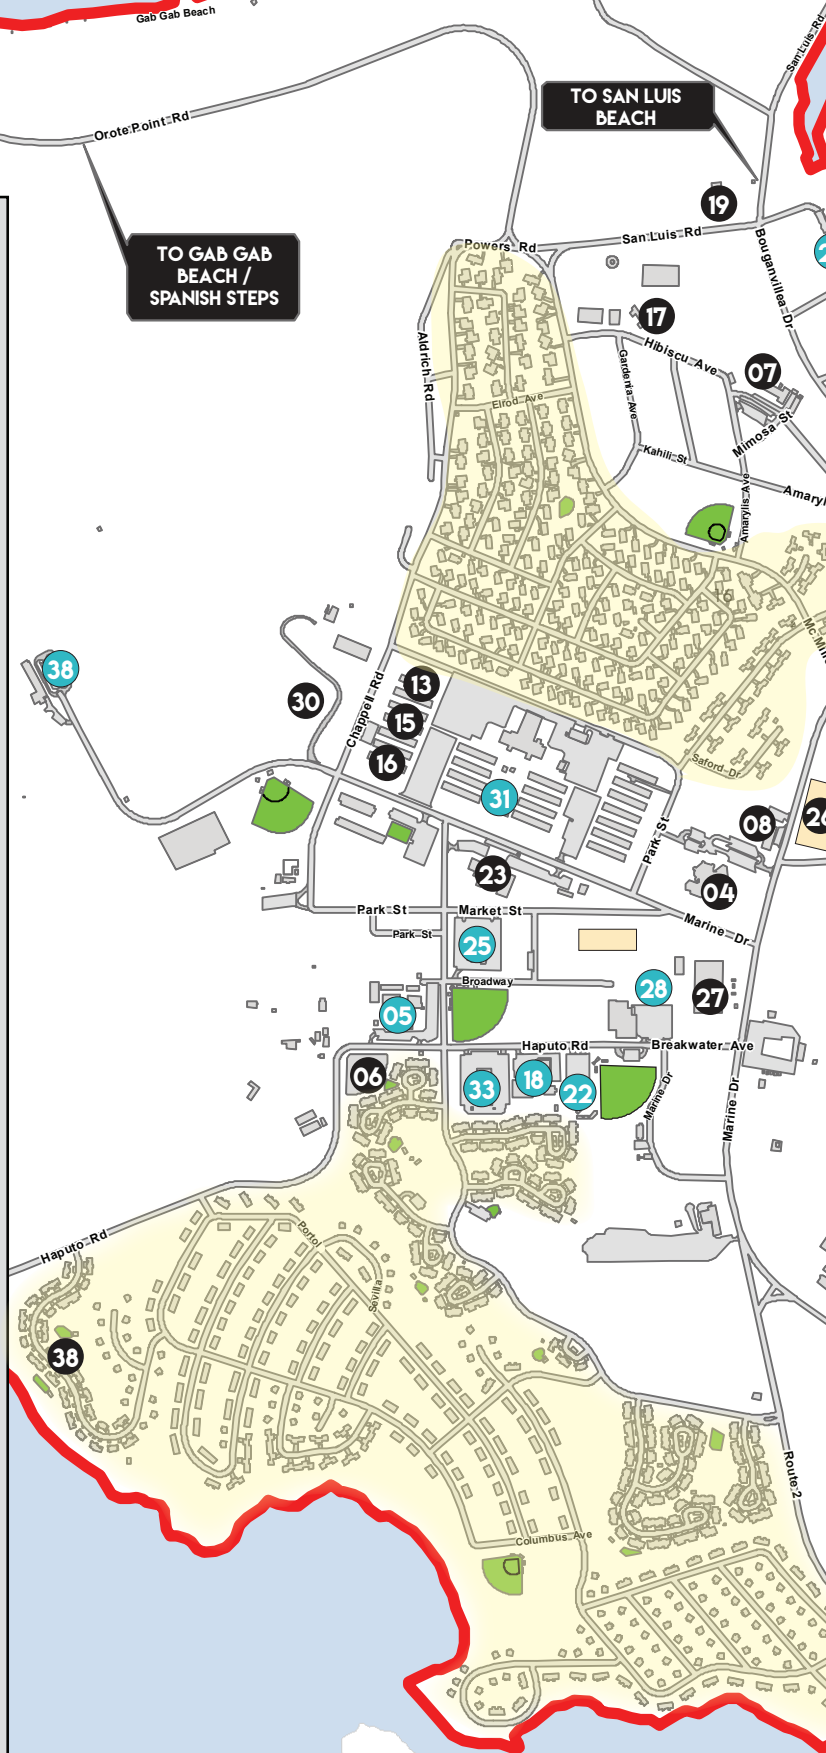 Gab Gab Beach
San Luis Rd
TO SAN LUIS
BEACH
Orote Point Rd
19
TO GAB GAB
BEACH /
SPANISH STEPS
Powers Rd
San Luis Rd
Bouganvillea Dr
17
Aldrich Rd
Hibiscu Ave
Gardenia Ave
07
Elrod Ave
Mimosa St
Kahili St
Amaryllis Ave
16
38
13
30
Chappell Rd
15
16
31
Saford Dr
Park St
08
26
23
04
Park St
Market St
Marine Dr
Park St
25
Broadway
28
27
05
Haputo Rd
Breakwater Ave
06
33
18
22
Marine Dr
Marine Dr
Haputo Rd
Portol
Sevilla
38
Route 2
Columbus Ave